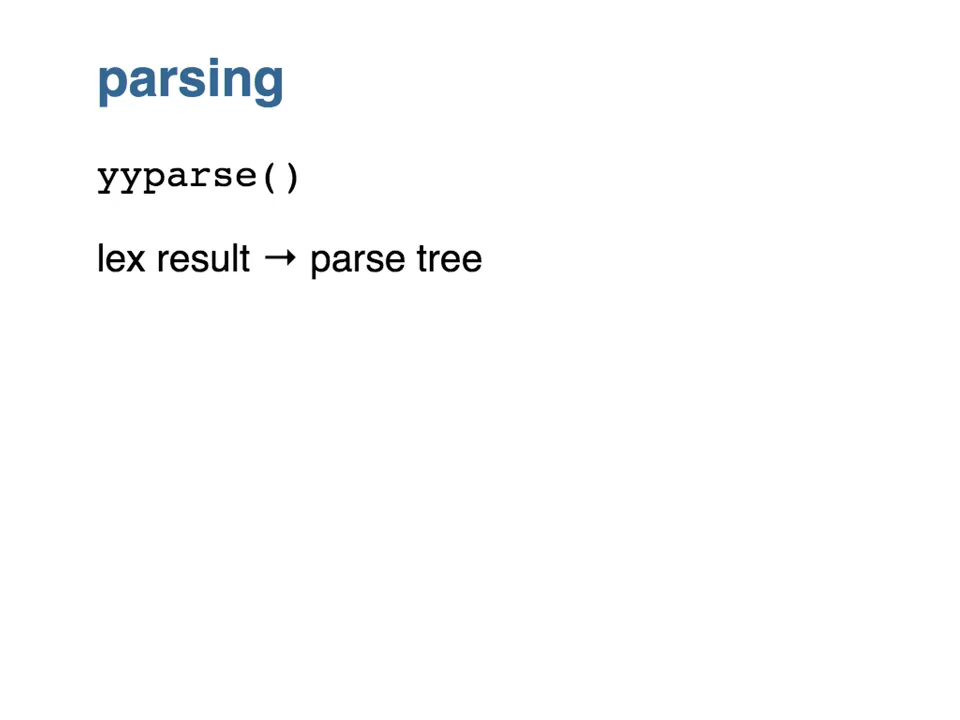 parsing
yyparse()
lex result → parse tree